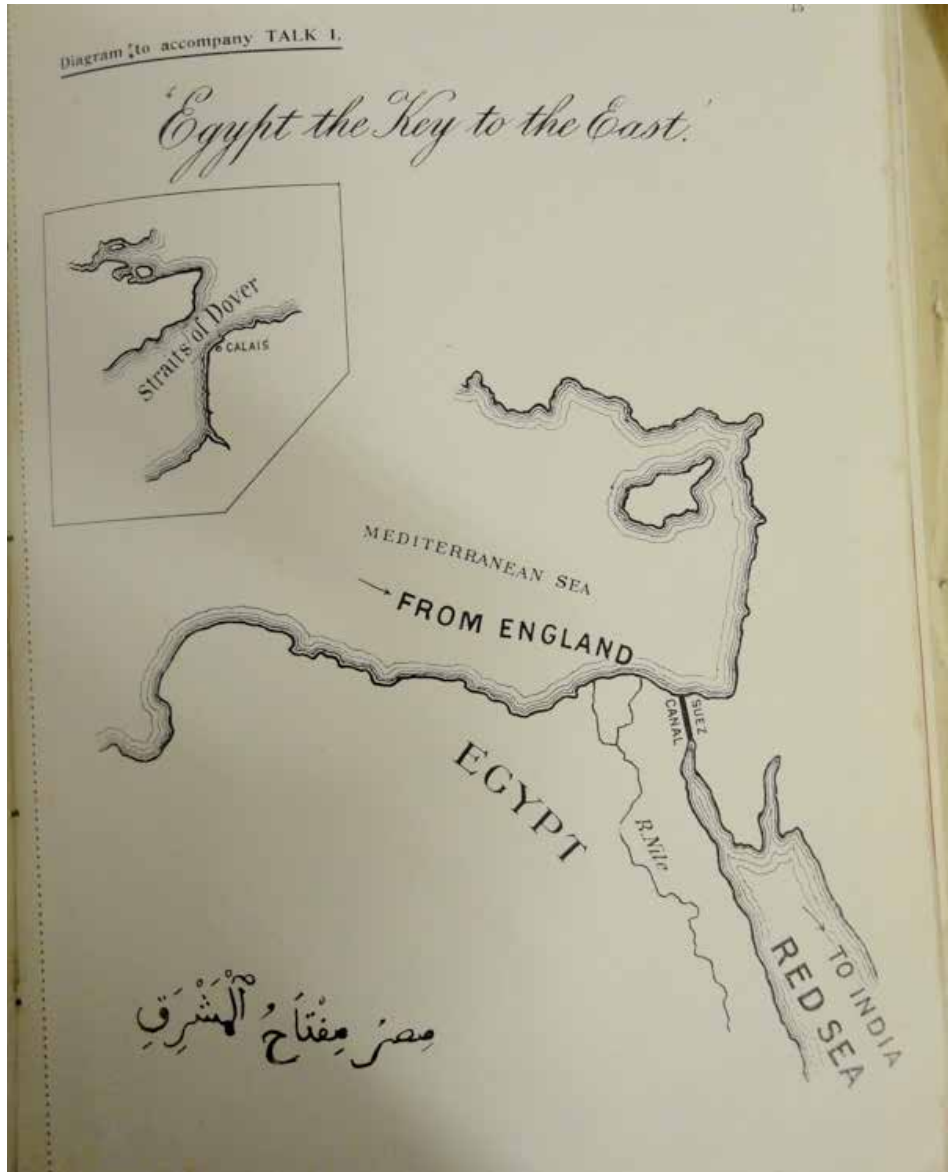 15
Diagram to accompany TALK I.
'Egypt the Key to the East.'
Straits of Dover
CALAIS
MEDITERRANEAN SEA
FROM ENGLAND
SUEZ
CANAL
EGYPT
R. Nile
TO INDIA
RED SEA
مِصْرُ مِفْتَاحُ ٱلْمَشْرِقِ